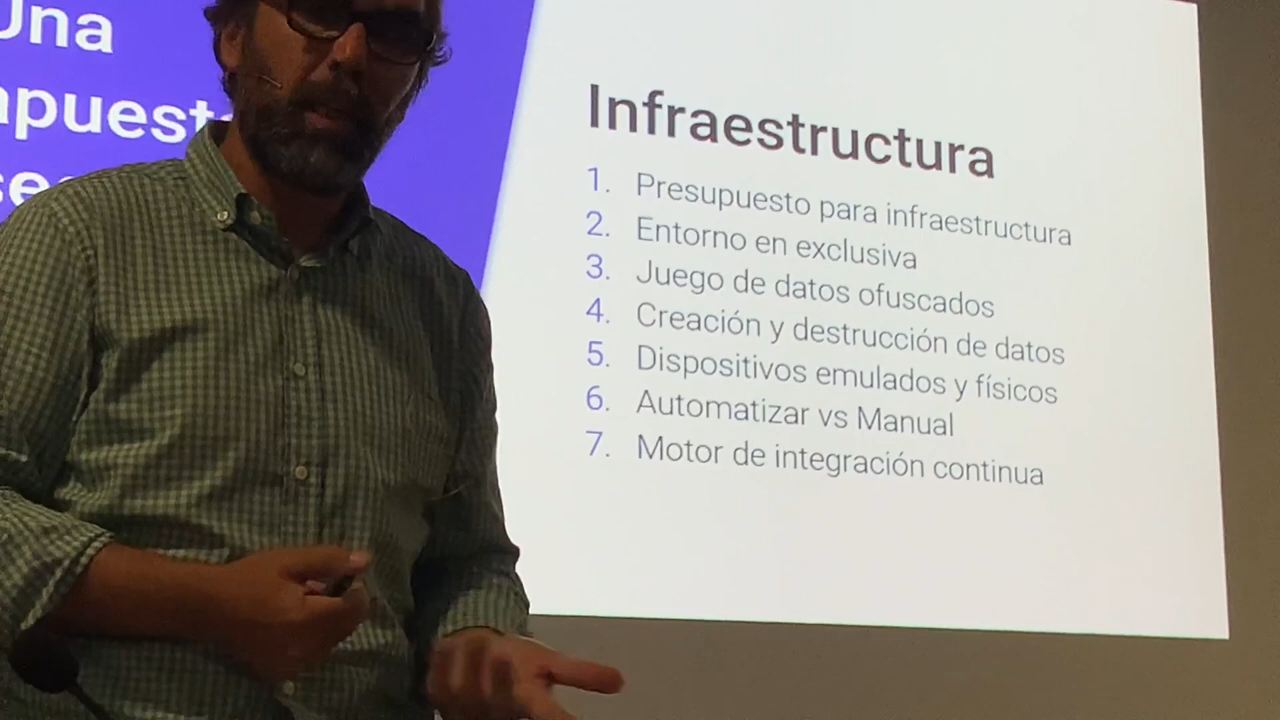 Una
Infraestructura
1. Presupuesto para infraestructura
2. Entorno en exclusiva
3. Juego de datos ofuscados
4. Creación y destrucción de datos
5. Dispositivos emulados y físicos
6. Automatizar vs Manual
7. Motor de integración continua